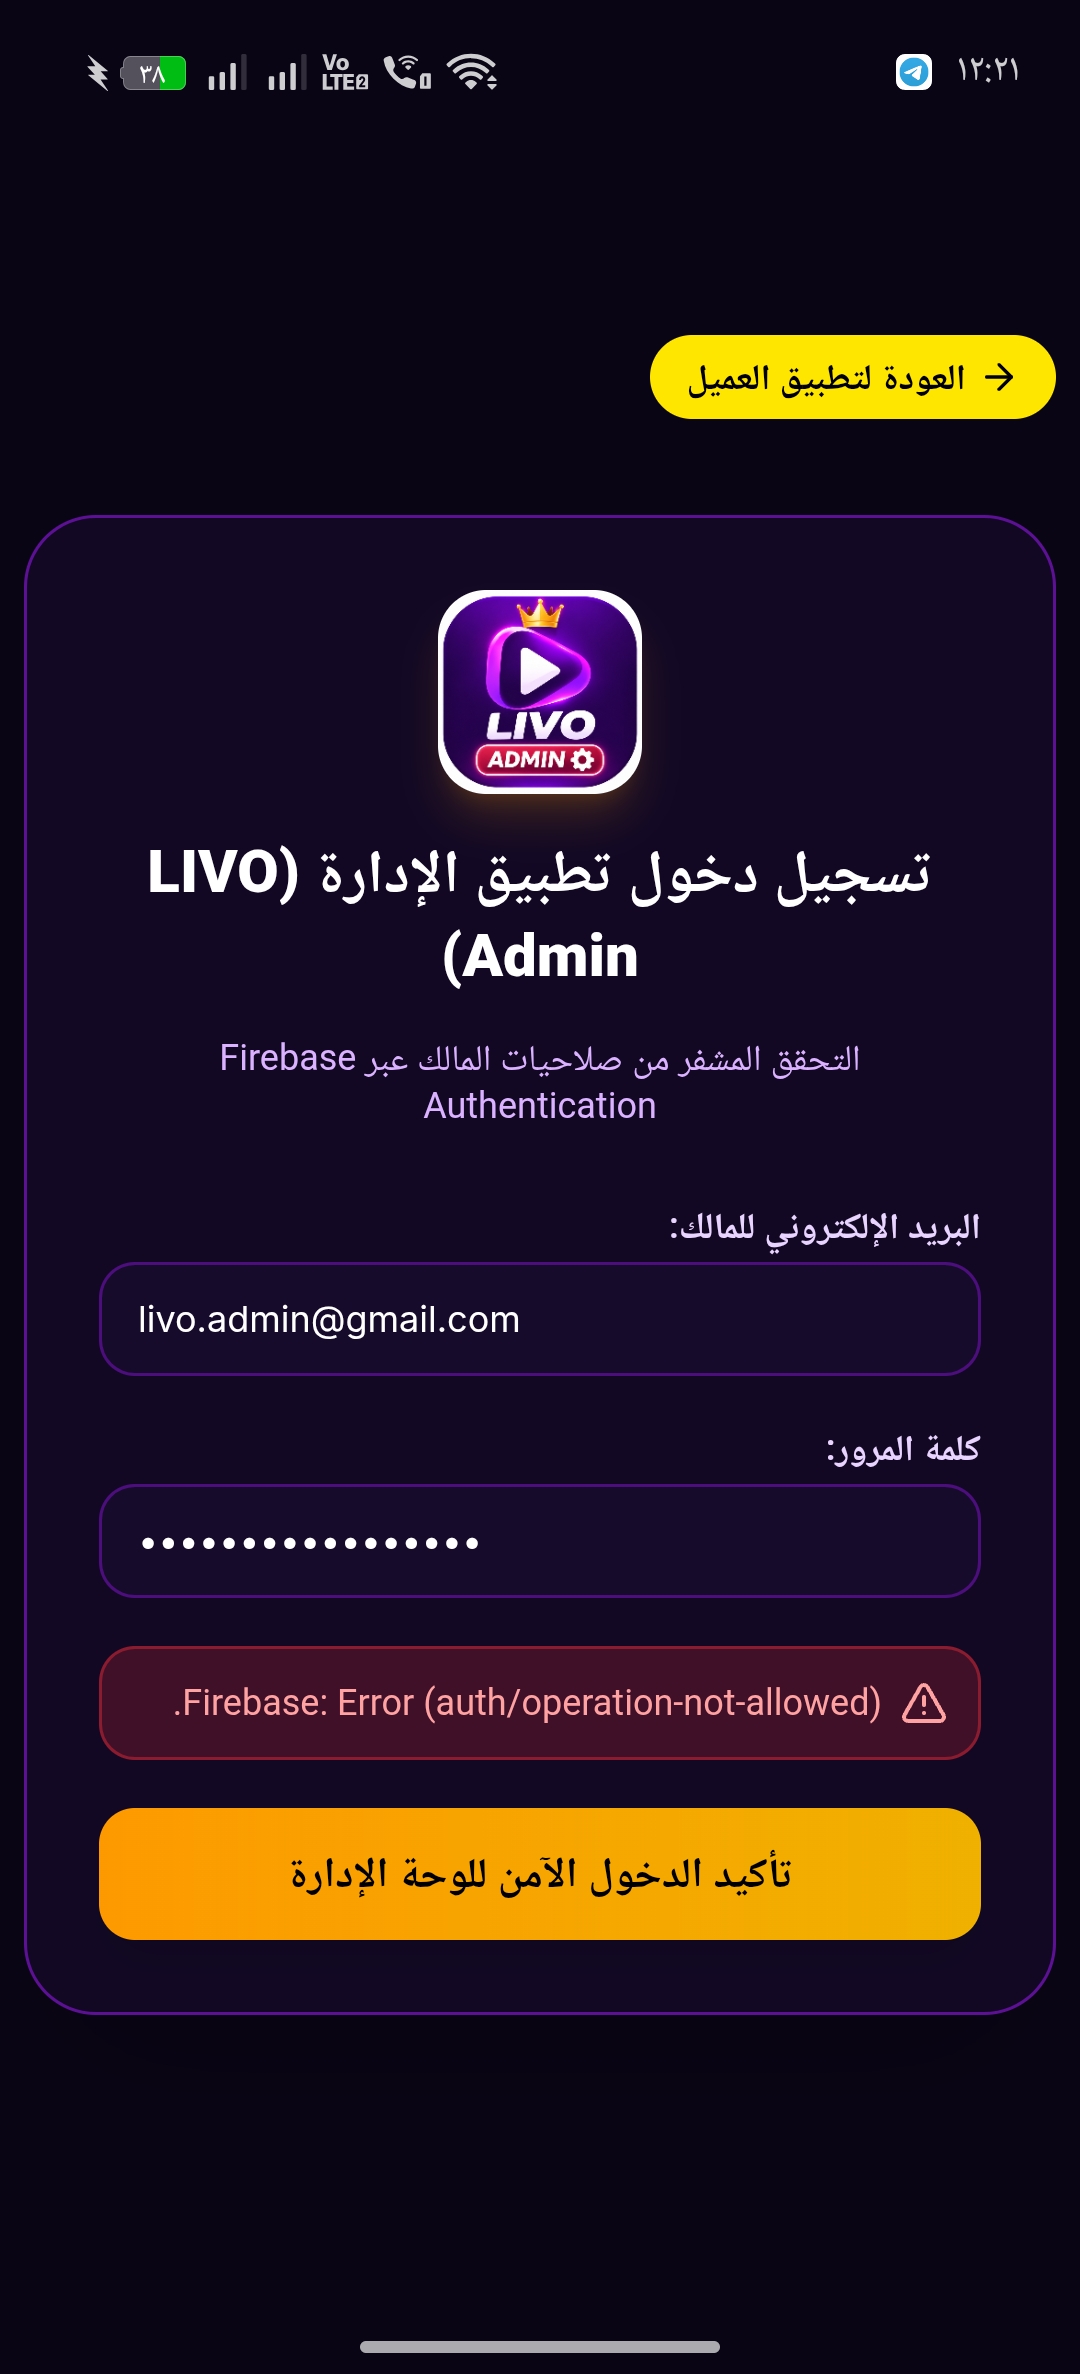 ٣٨
Vo
LTE2
١٢:٢١
العودة لتطبيق العميل
LIVO
ADMIN
تسجيل دخول تطبيق الإدارة (LIVO
Admin)
التحقق المشفر من صلاحيات المالك عبر Firebase
Authentication
البريد الإلكتروني للمالك:
livo.admin@gmail.com
كلمة المرور:
•••••••••••••••••
Firebase: Error (auth/operation-not-allowed).
تأكيد الدخول الآمن للوحة الإدارة